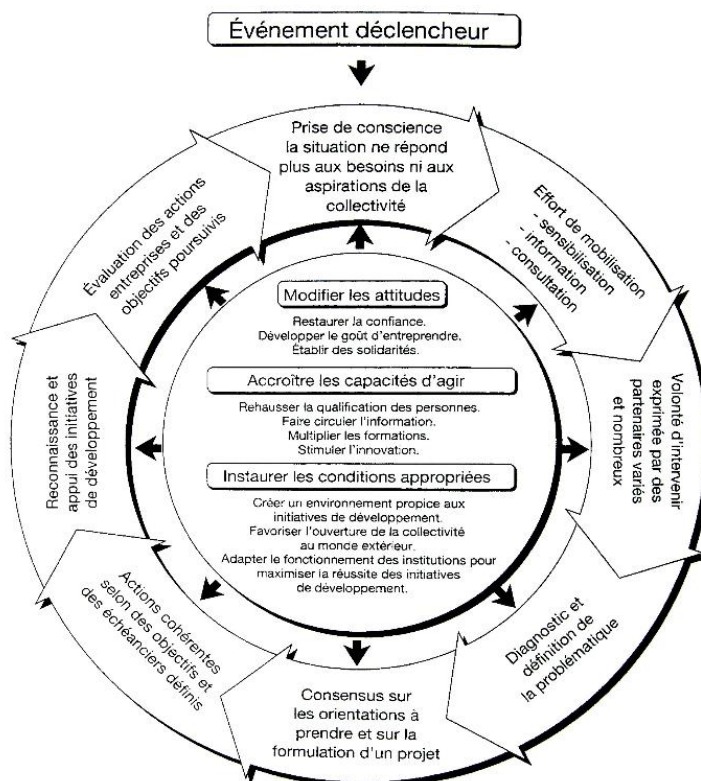 Événement déclencheur
Prise de conscience
la situation ne répond
plus aux besoins ni aux
aspirations de la
collectivité
Effort de mobilisation
- sensibilisation
- information
- consultation
Volonté d'intervenir
exprimée par des
partenaires variés
et nombreux
Diagnostic et
définition de
la problématique
Consensus sur
les orientations à
prendre et sur la
formulation d'un projet
Actions cohérentes
selon des objectifs et
des échéanciers définis
Reconnaissance et
appui des initiatives
de développement
Évaluation des actions
entreprises et des
objectifs poursuivis
Modifier les attitudes
Restaurer la confiance.
Développer le goût d'entreprendre.
Établir des solidarités.
Accroître les capacités d'agir
Rehausser la qualification des personnes.
Faire circuler l'information.
Multiplier les formations.
Stimuler l'innovation.
Instaurer les conditions appropriées
Créer un environnement propice aux
initiatives de développement.
Favoriser l'ouverture de la collectivité
au monde extérieur.
Adapter le fonctionnement des institutions pour
maximiser la réussite des initiatives
de développement.